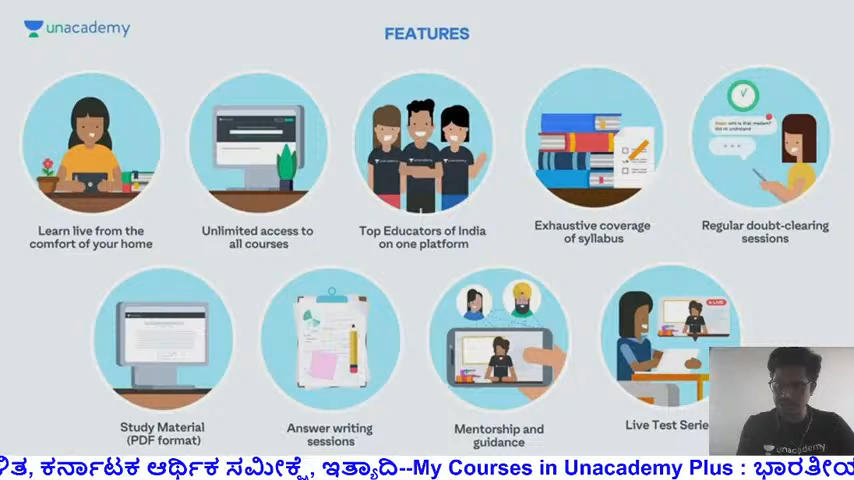 unacademy
FEATURES
Learn live from the
comfort of your home
Unlimited access to
all courses
Top Educators of India
on one platform
Exhaustive coverage
of syllabus
Regular doubt-clearing
sessions
Study Material
(PDF format)
Answer writing
sessions
Mentorship and
guidance
LIVE
Live Test Serie
unacademy
ಕರ್ನಾಟಕ ಆರ್ಥಿಕ ಸಮೀಕ್ಷೆ, ಇತ್ಯಾದಿ--My Courses in Unacademy Plus : ಭಾರತೀಯ